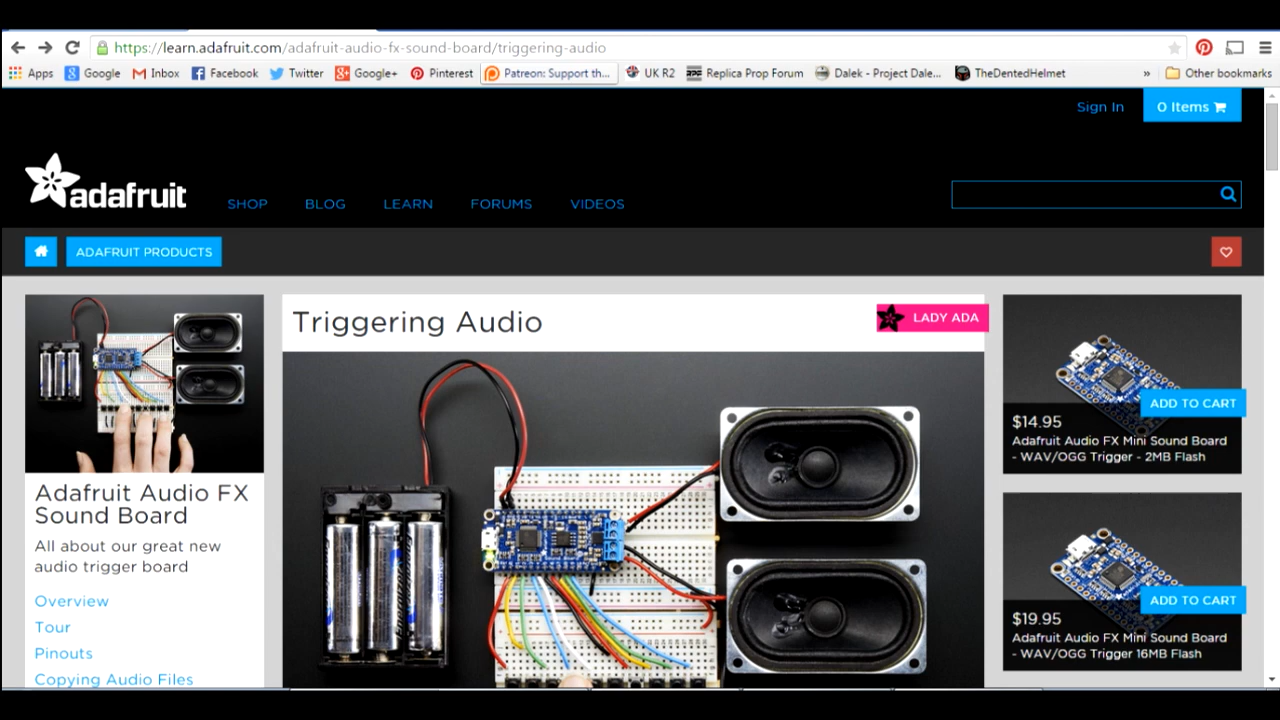 https://learn.adafruit.com/adafruit-audio-fx-sound-board/triggering-audio
Apps Google Inbox Facebook Twitter Google+ Pinterest Patreon: Support th... UK R2 Replica Prop Forum Dalek - Project Dale... TheDentedHelmet » Other bookmarks
Sign In 0 Items
adafruit SHOP BLOG LEARN FORUMS VIDEOS
ADAFRUIT PRODUCTS
Triggering Audio
LADY ADA
Adafruit Audio FX
Sound Board
All about our great new
audio trigger board
Overview
Tour
Pinouts
Copying Audio Files
ADD TO CART
$14.95
Adafruit Audio FX Mini Sound Board
- WAV/OGG Trigger - 2MB Flash
ADD TO CART
$19.95
Adafruit Audio FX Mini Sound Board
- WAV/OGG Trigger 16MB Flash